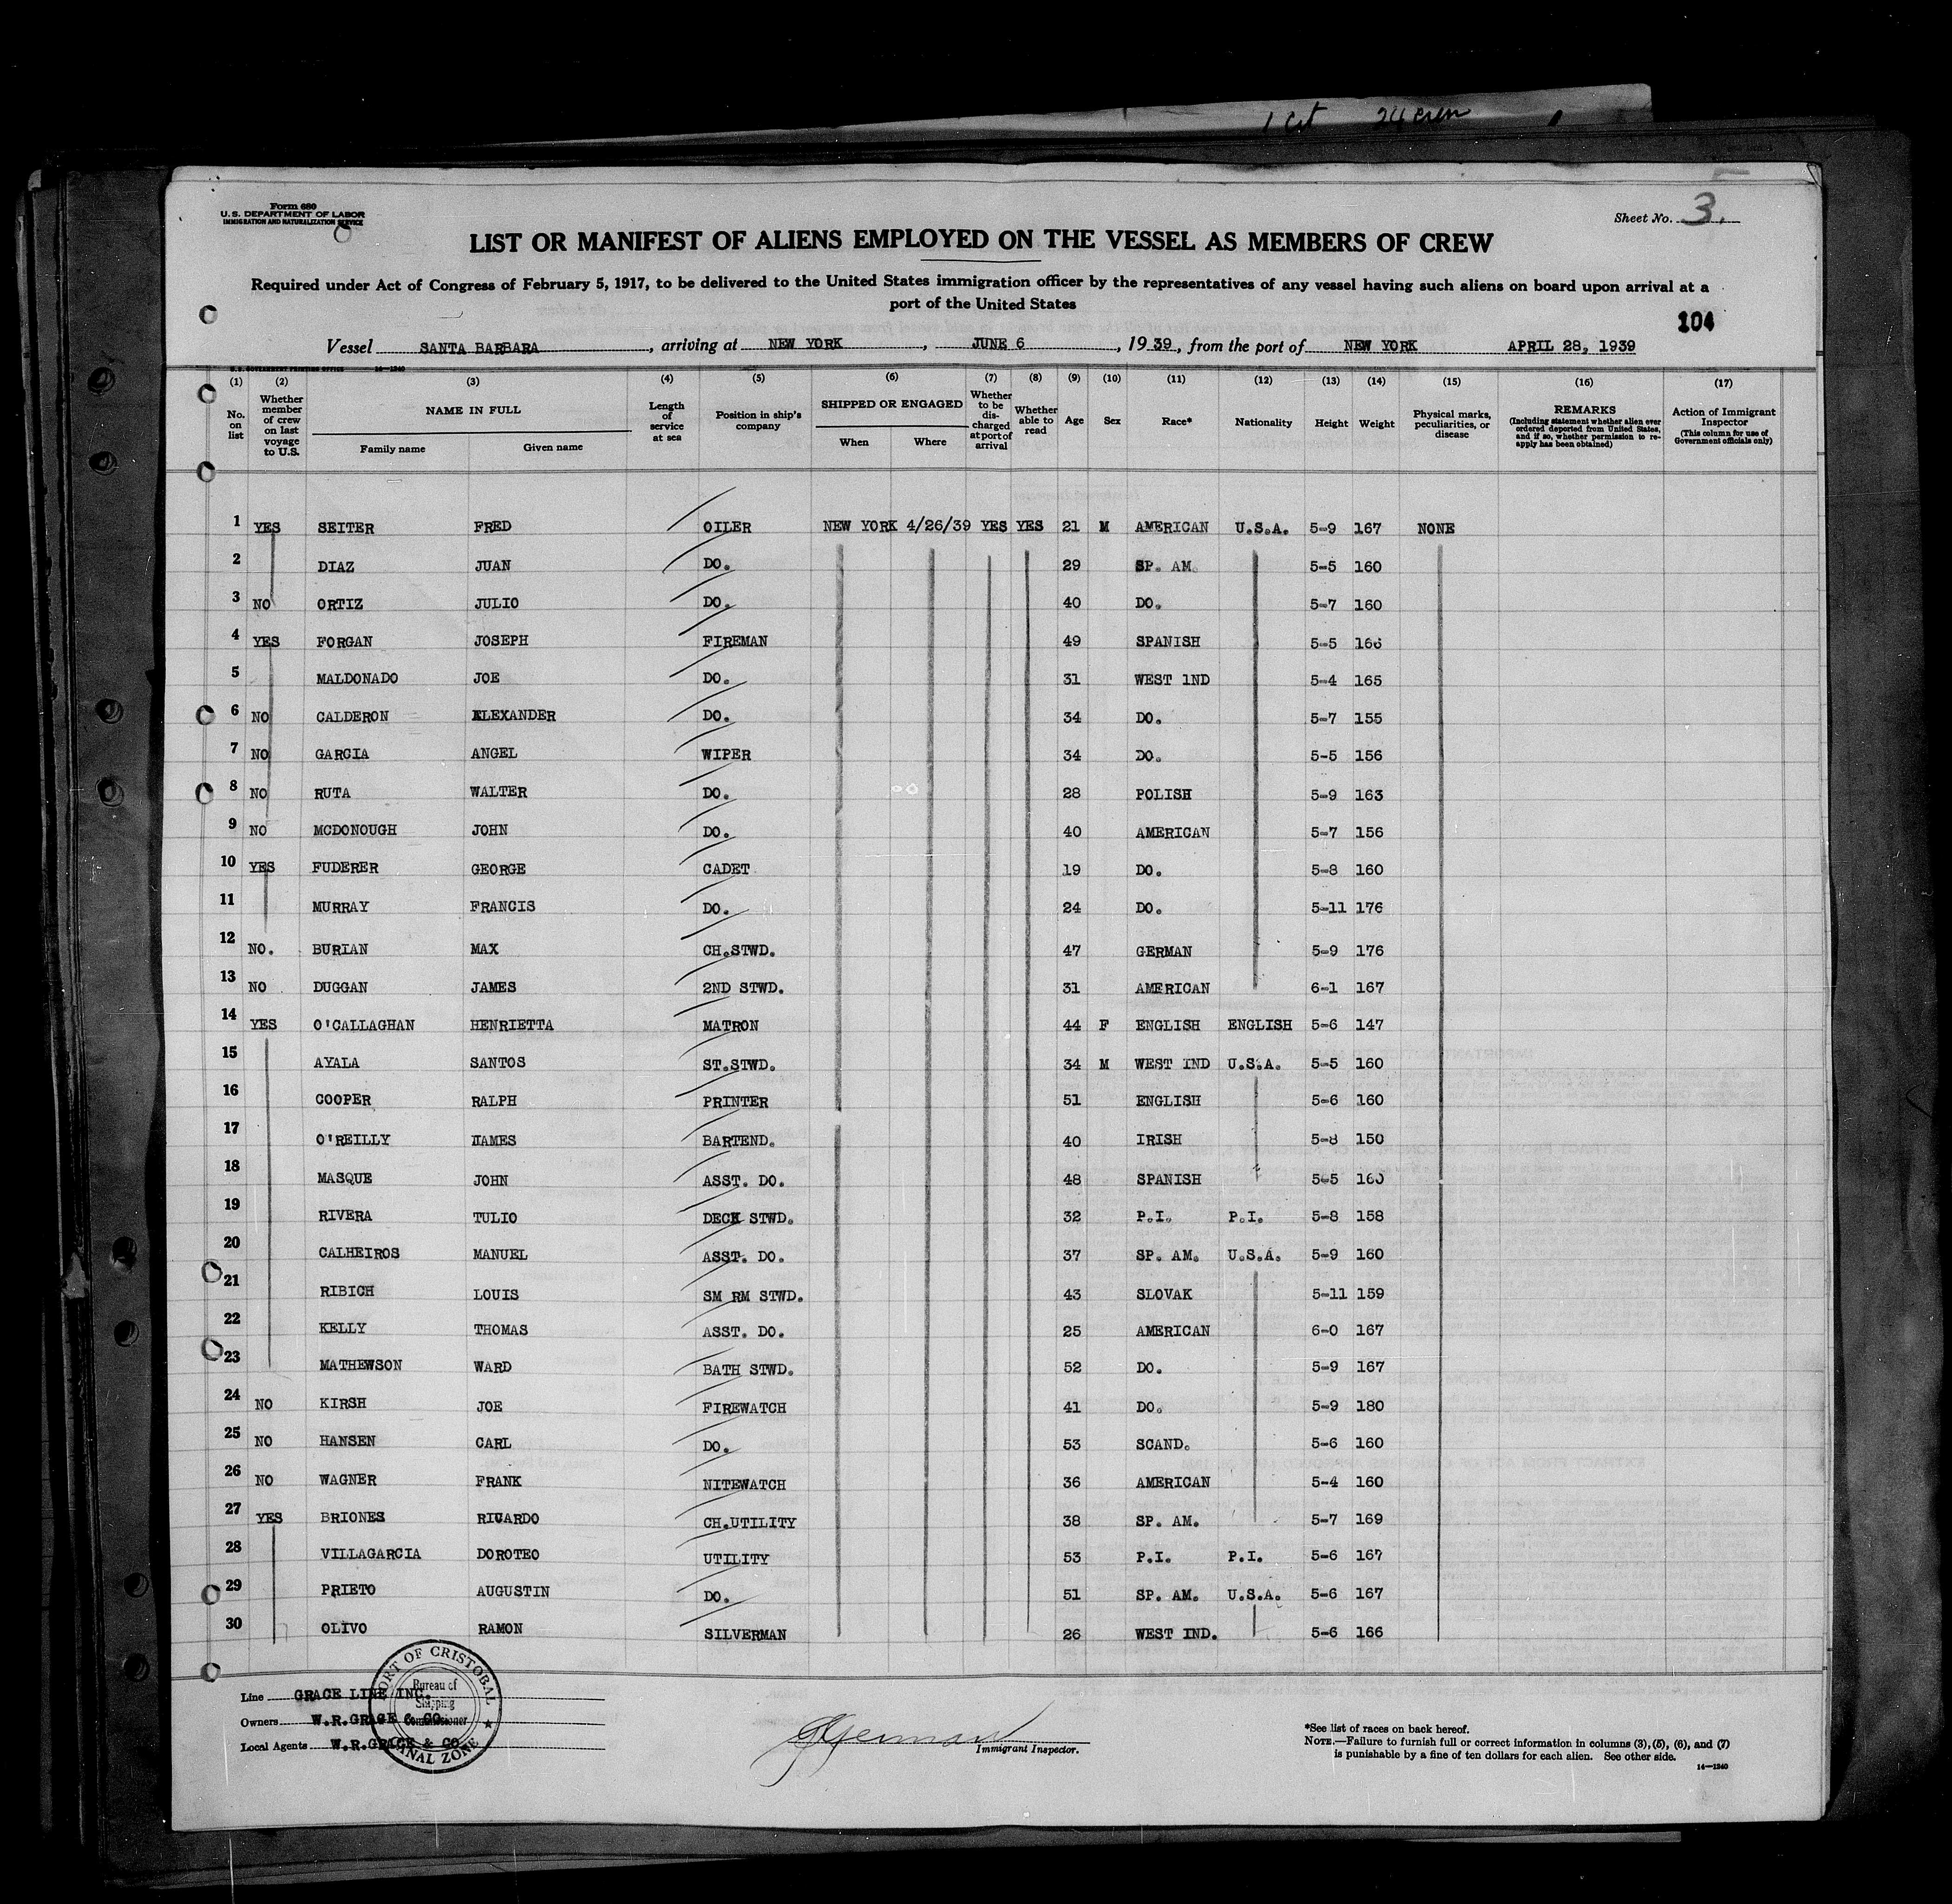 1 Cst 24 crew
Form 680
U.S. DEPARTMENT OF LABOR
IMMIGRATION AND NATURALIZATION SERVICE
Sheet No. 3.
LIST OR MANIFEST OF ALIENS EMPLOYED ON THE VESSEL AS MEMBERS OF CREW
Required under Act of Congress of February 5, 1917, to be delivered to the United States immigration officer by the representatives of any vessel having such aliens on board upon arrival at a
port of the United States
104
Vessel SANTA BARBARA, arriving at NEW YORK, JUNE 6, 1939, from the port of NEW YORK APRIL 28, 1939
U.S. GOVERNMENT PRINTING OFFICE 14—1240
(1) (2) (3) (4) (5) (6) (7) (8) (9) (10) (11) (12) (13) (14) (15) (16) (17)
No. on list
Whether member of crew on last voyage to U.S.
NAME IN FULL
Family name Given name
Length of service at sea
Position in ship's company
SHIPPED OR ENGAGED
When Where
Whether to be discharged at port of arrival
Whether able to read
Age
Sex
Race*
Nationality
Height
Weight
Physical marks, peculiarities, or disease
REMARKS
(Including statement whether alien ever ordered deported from United States, and if so, whether permission to reapply has been obtained)
Action of Immigrant Inspector
(This column for use of Government officials only)
1 YES SEITER FRED OILER NEW YORK 4/26/39 YES YES 21 M AMERICAN U.S.A. 5-9 167 NONE
2 DIAZ JUAN DO. 29 SP. AM. 5-5 160
3 NO ORTIZ JULIO DO. 40 DO. 5-7 160
4 YES FORGAN JOSEPH FIREMAN 49 SPANISH 5-5 166
5 MALDONADO JOE DO. 31 WEST 1ND 5-4 165
6 NO CALDERON ALEXANDER DO. 34 DO. 5-7 155
7 NO GARCIA ANGEL WIPER 34 DO. 5-5 156
8 NO RUTA WALTER DO. 28 POLISH 5-9 163
9 NO MCDONOUGH JOHN DO. 40 AMERICAN 5-7 156
10 YES FUDERER GEORGE CADET 19 DO. 5-8 160
11 MURRAY FRANCIS DO. 24 DO. 5-11 176
12 NO. BURIAN MAX CH.STWD. 47 GERMAN 5-9 176
13 NO DUGGAN JAMES 2ND STWD. 31 AMERICAN 6-1 167
14 YES O'CALLAGHAN HENRIETTA MATRON 44 F ENGLISH ENGLISH 5-6 147
15 AYALA SANTOS ST.STWD. 34 M WEST IND U.S.A. 5-5 160
16 COOPER RALPH PRINTER 51 ENGLISH 5-6 160
17 O'REILLY JAMES BARTEND. 40 IRISH 5-8 150
18 MASQUE JOHN ASST. DO. 48 SPANISH 5-5 160
19 RIVERA TULIO DECK STWD. 32 P.I. P.I. 5-8 158
20 CALHEIROS MANUEL ASST. DO. 37 SP. AM. U.S.A. 5-9 160
21 RIBICH LOUIS SM RM STWD. 43 SLOVAK 5-11 159
22 KELLY THOMAS ASST. DO. 25 AMERICAN 6-0 167
23 MATHEWSON WARD BATH STWD. 52 DO. 5-9 167
24 NO KIRSH JOE FIREWATCH 41 DO. 5-9 180
25 NO HANSEN CARL DO. 53 SCAND. 5-6 160
26 NO WAGNER FRANK NITEWATCH 36 AMERICAN 5-4 160
27 YES BRIONES RICARDO CH.UTILITY 38 SP. AM. 5-7 169
28 VILLAGARCIA DOROTEO UTILITY 53 P.I. P.I. 5-6 167
29 PRIETO AUGUSTIN DO. 51 SP. AM. U.S.A. 5-6 167
30 OLIVO RAMON SILVERMAN 26 WEST IND. 5-6 166
Line GRACE LINE INC.
Owners W.R.GRACE & CO.
Local Agents W.R.GRACE & CO
PORT OF CRISTOBAL
Bureau of
Shipping
Commissioner
CANAL ZONE
Immigrant Inspector.
*See list of races on back hereof.
NOTE.—Failure to furnish full or correct information in columns (3), (5), (6), and (7)
is punishable by a fine of ten dollars for each alien. See other side.
14—1240